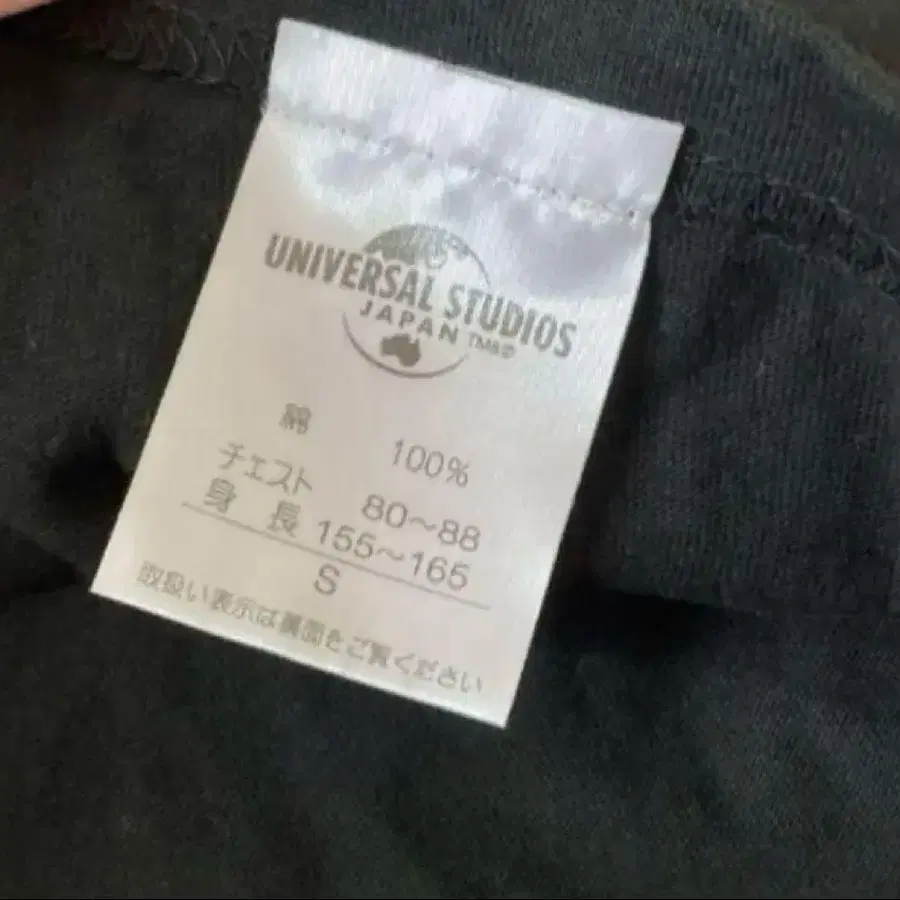 UNIVERSAL STUDIOS
JAPAN TM&©
綿 100%
チェスト 80～88
身長 155～165
S
取扱い表示は裏面をご覧ください